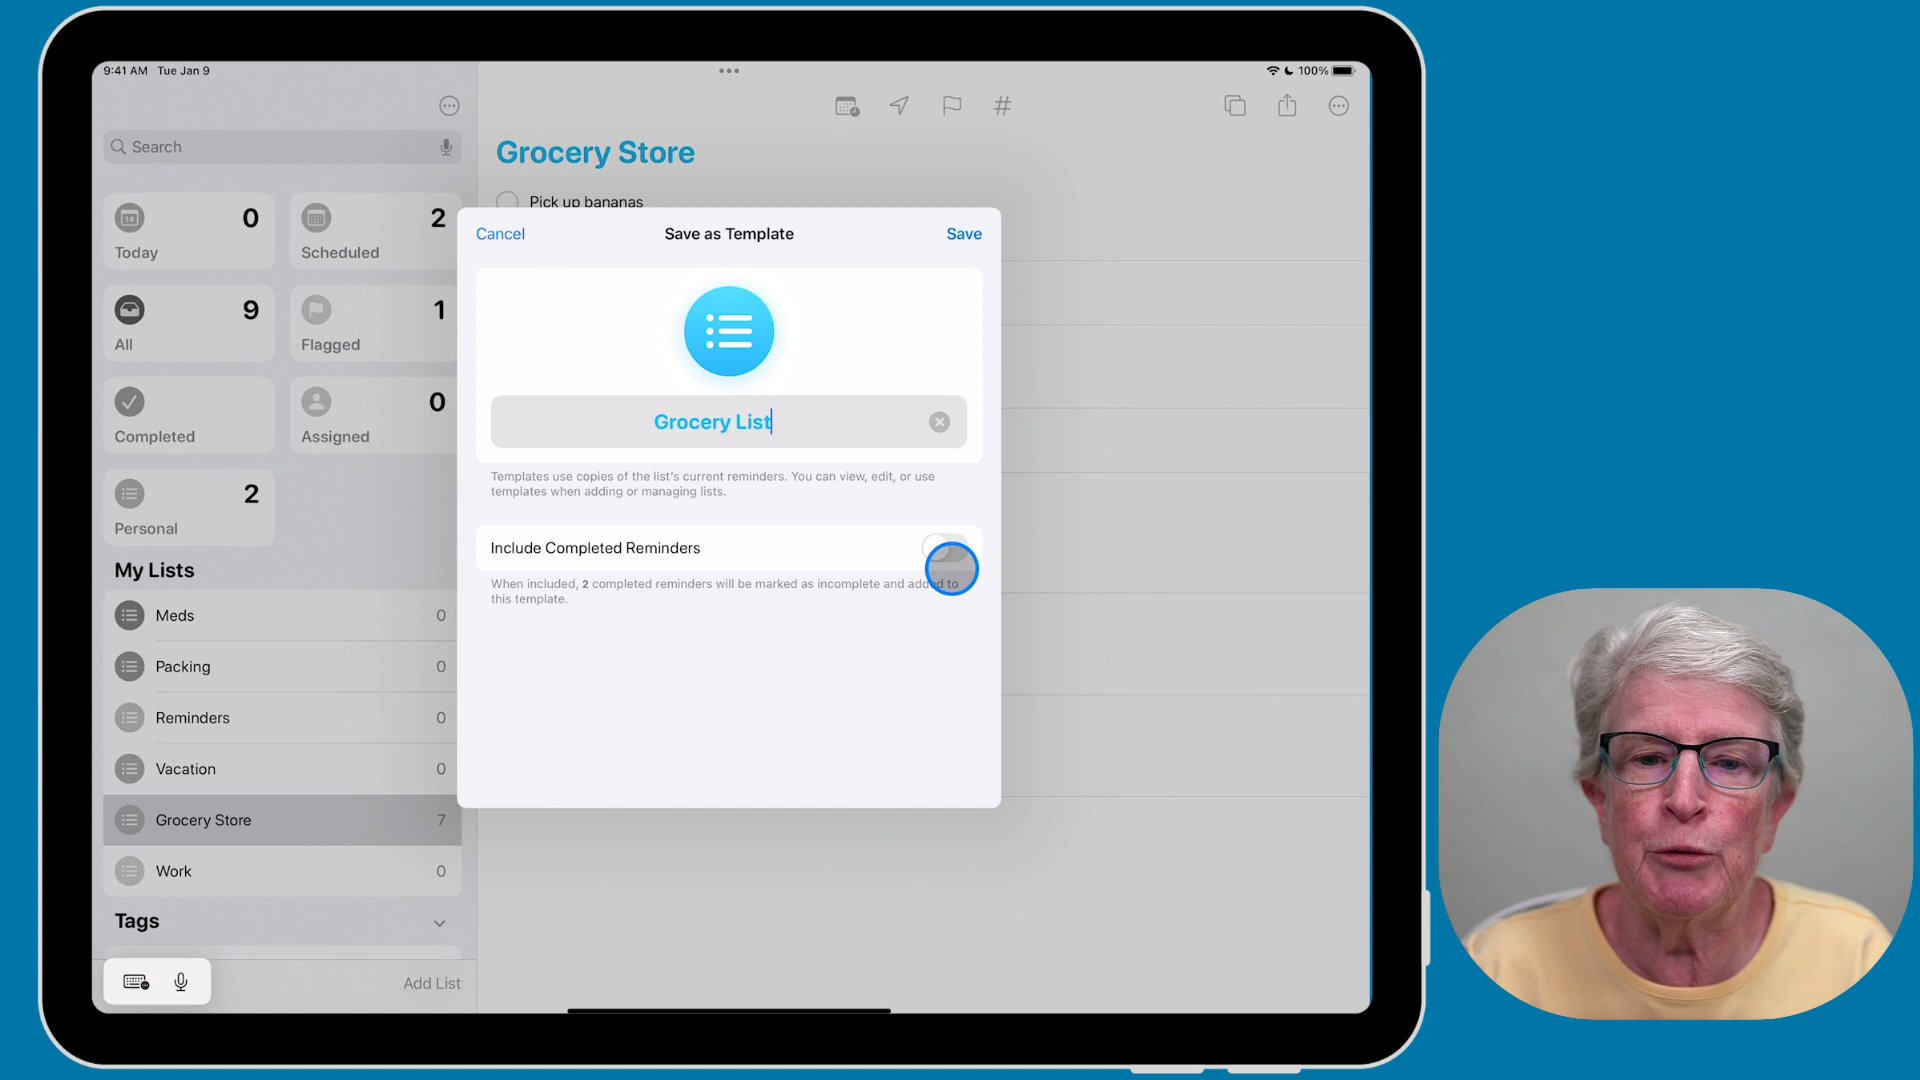 9:41 AM Tue Jan 9
100%
Search
14
0
Today
2
Scheduled
9
All
1
Flagged
Completed
0
Assigned
2
Personal
My Lists
Meds 0
Packing 0
Reminders 0
Vacation 0
Grocery Store 7
Work 0
Tags
Add List
Grocery Store
Pick up bananas
Cancel Save as Template Save
Grocery List
Templates use copies of the list's current reminders. You can view, edit, or use
templates when adding or managing lists.
Include Completed Reminders
When included, 2 completed reminders will be marked as incomplete and added to
this template.